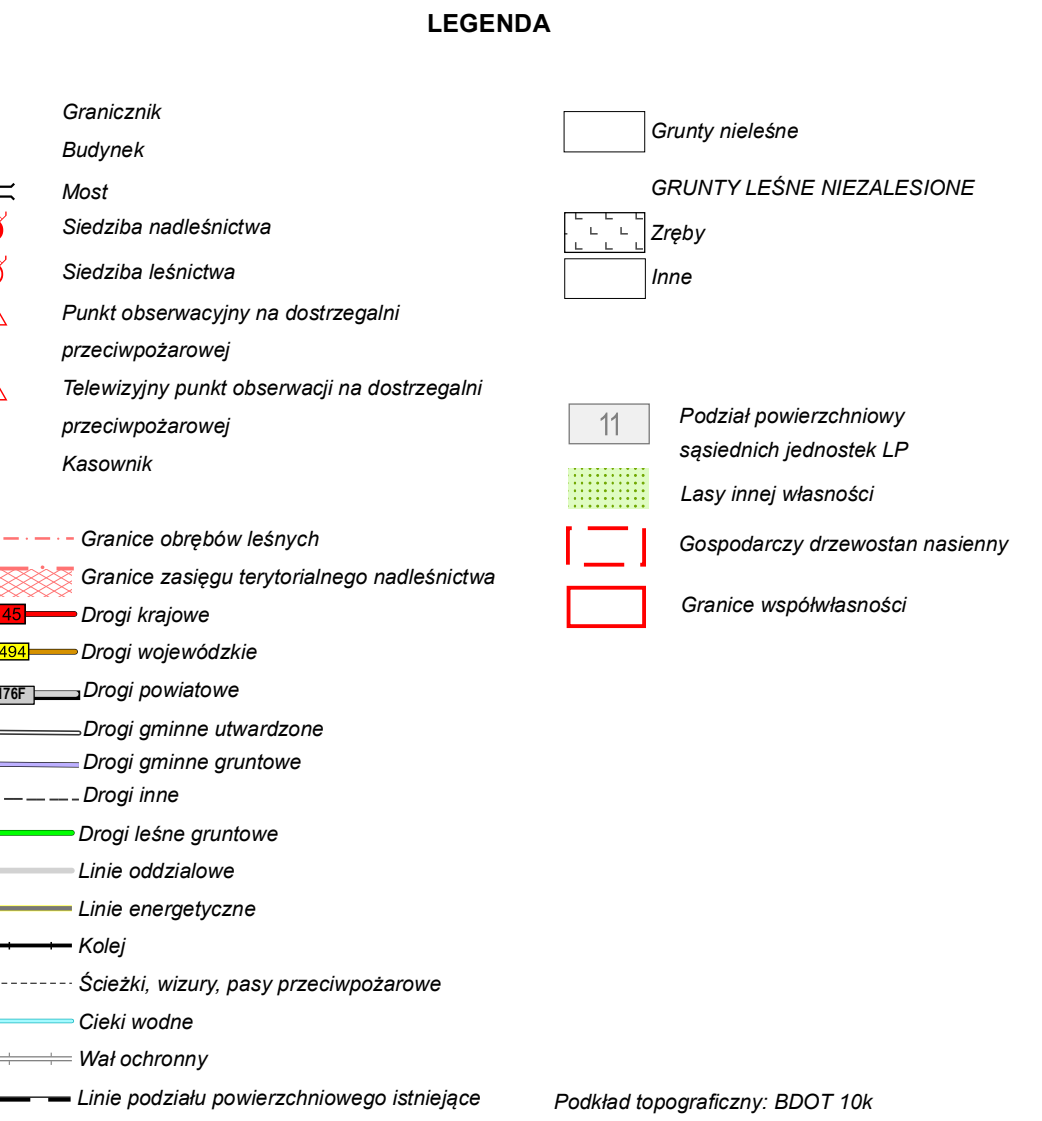 LEGENDA
Granicznik
Budynek
Most
Siedziba nadleśnictwa
Siedziba leśnictwa
Punkt obserwacyjny na dostrzegalni
przeciwpożarowej
Telewizyjny punkt obserwacji na dostrzegalni
przeciwpożarowej
Kasownik
Granice obrębów leśnych
Granice zasięgu terytorialnego nadleśnictwa
45 Drogi krajowe
494 Drogi wojewódzkie
176F Drogi powiatowe
Drogi gminne utwardzone
Drogi gminne gruntowe
Drogi inne
Drogi leśne gruntowe
Linie oddzialowe
Linie energetyczne
Kolej
Ścieżki, wizury, pasy przeciwpożarowe
Cieki wodne
Wał ochronny
Linie podziału powierzchniowego istniejące
Grunty nieleśne
GRUNTY LEŚNE NIEZALESIONE
Zręby
Inne
11 Podział powierzchniowy
sąsiednich jednostek LP
Lasy innej własności
Gospodarczy drzewostan nasienny
Granice współwłasności
Podkład topograficzny: BDOT 10k